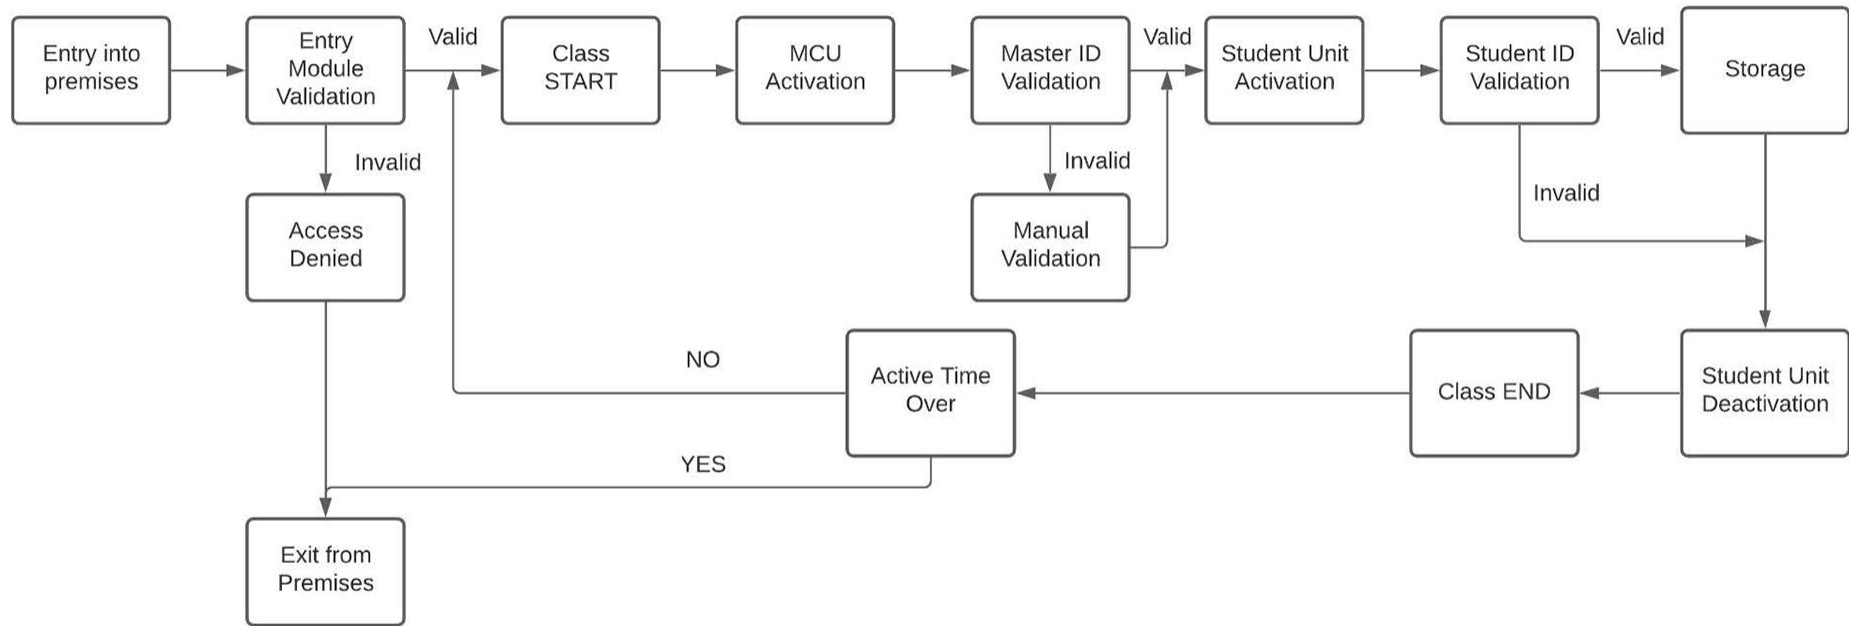 Entry into
premises
Entry
Module
Validation
Valid
Class
START
MCU
Activation
Master ID
Validation
Valid
Student Unit
Activation
Student ID
Validation
Valid
Storage
Invalid
Invalid
Invalid
Access
Denied
Manual
Validation
NO
Active Time
Over
Class END
Student Unit
Deactivation
YES
Exit from
Premises